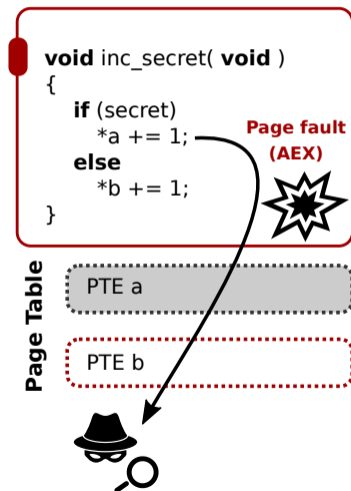 void inc_secret( void )
{
if (secret)
*a += 1;
else
*b += 1;
}
Page fault
(AEX)
Page Table
PTE a
PTE b